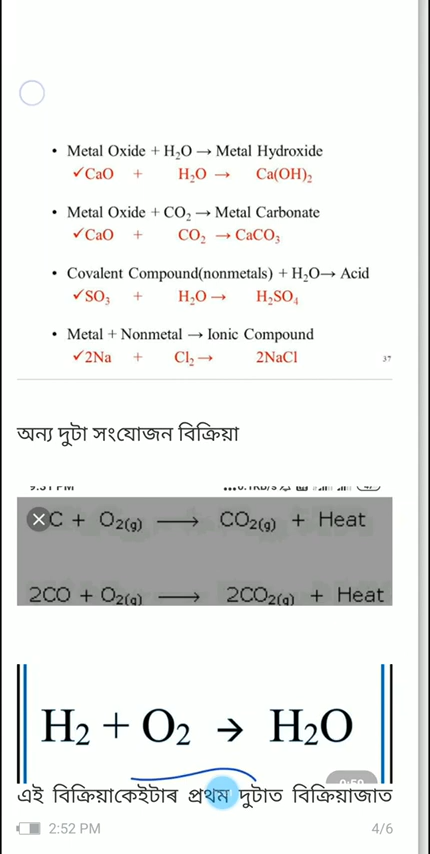 • Metal Oxide + H₂O → Metal Hydroxide
✓CaO + H₂O → Ca(OH)₂
• Metal Oxide + CO₂ → Metal Carbonate
✓CaO + CO₂ → CaCO₃
• Covalent Compound(nonmetals) + H₂O→ Acid
✓SO₃ + H₂O → H₂SO₄
• Metal + Nonmetal → Ionic Compound
✓2Na + Cl₂ → 2NaCl
37
অন্য দুটা সংযোজন বিক্ৰিয়া
C + O₂(g) ⟶ CO₂(g) + Heat
2CO + O₂(g) ⟶ 2CO₂(g) + Heat
H₂ + O₂ → H₂O
এই বিক্ৰিয়াকেইটাৰ প্ৰথম দুটাত বিক্ৰিয়াজাত
2:52 PM 4/6